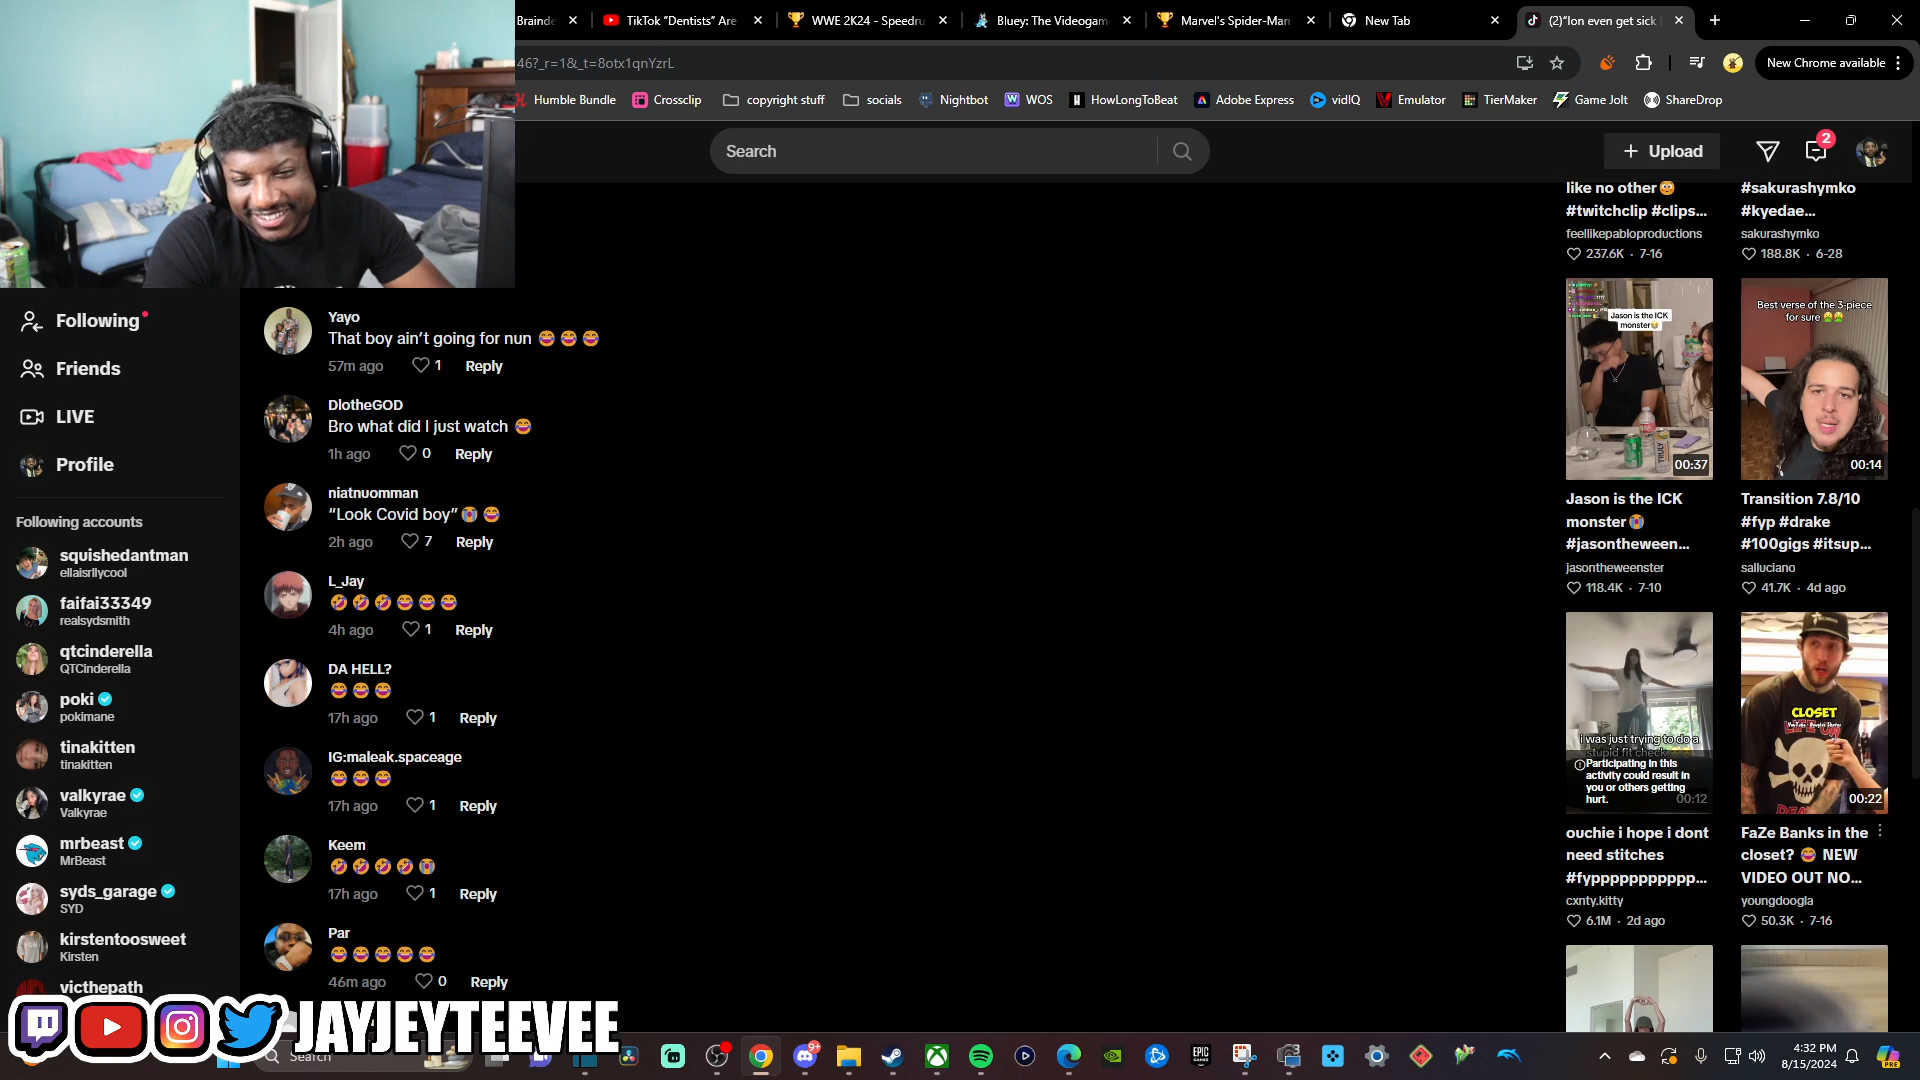 Brainde
TikTok "Dentists" Are
WWE 2K24 - Speedru
Bluey: The Videogam
Marvel's Spider-Man
New Tab
(2)"Ion even get sick
46?_r=1&_t=8otx1qnYzrL
New Chrome available
Humble Bundle
Crossclip
copyright stuff
socials
Nightbot
WOS
HowLongToBeat
Adobe Express
vidIQ
Emulator
TierMaker
Game Jolt
ShareDrop
Search
Upload
2
Following
Friends
LIVE
Profile
Following accounts
squishedantman
ellaisrllycool
faifai33349
realsydsmith
qtcinderella
QTCinderella
poki
pokimane
tinakitten
tinakitten
valkyrae
Valkyrae
mrbeast
MrBeast
syds_garage
SYD
kirstentoosweet
Kirsten
victhepath
Yayo
That boy ain't going for nun 😂 😂 😂
57m ago 1 Reply
DlotheGOD
Bro what did I just watch 😂
1h ago 0 Reply
niatnuomman
"Look Covid boy" 😭 😂
2h ago 7 Reply
L_Jay
🤣 🤣 🤣 😂 😂 😂
4h ago 1 Reply
DA HELL?
😂 😂 😂
17h ago 1 Reply
IG:maleak.spaceage
😂 😂 😂
17h ago 1 Reply
Keem
🤣 🤣 🤣 🤣 😭
17h ago 1 Reply
Par
😂 😂 😂 😂 😂
46m ago 0 Reply
like no other😳
#twitchclip #clips...
feellikepabloproductions
237.6K · 7-16
#sakurashymko
#kyedae...
sakurashymko
188.8K · 6-28
Jason is the ICK
monster😭
00:37
Jason is the ICK
monster😭
#jasontheween...
jasontheweenster
118.4K · 7-10
Best verse of the 3-piece
for sure 🤮🤮
00:14
Transition 7.8/10
#fyp #drake
#100gigs #itsup...
salluciano
41.7K · 4d ago
TRULY
i was just trying to do a
stupid fit check
Participating in this
activity could result in
you or others getting
hurt.
00:12
ouchie i hope i dont
need stitches
#fyppppppppppp...
cxnty.kitty
6.1M · 2d ago
CLOSET
00:22
FaZe Banks in the
closet? 😂 NEW
VIDEO OUT NO...
youngdoogla
50.3K · 7-16
JAYJEYTEEVEE
Search
9+
EPIC
GAMES
PRE
4:32 PM
8/15/2024